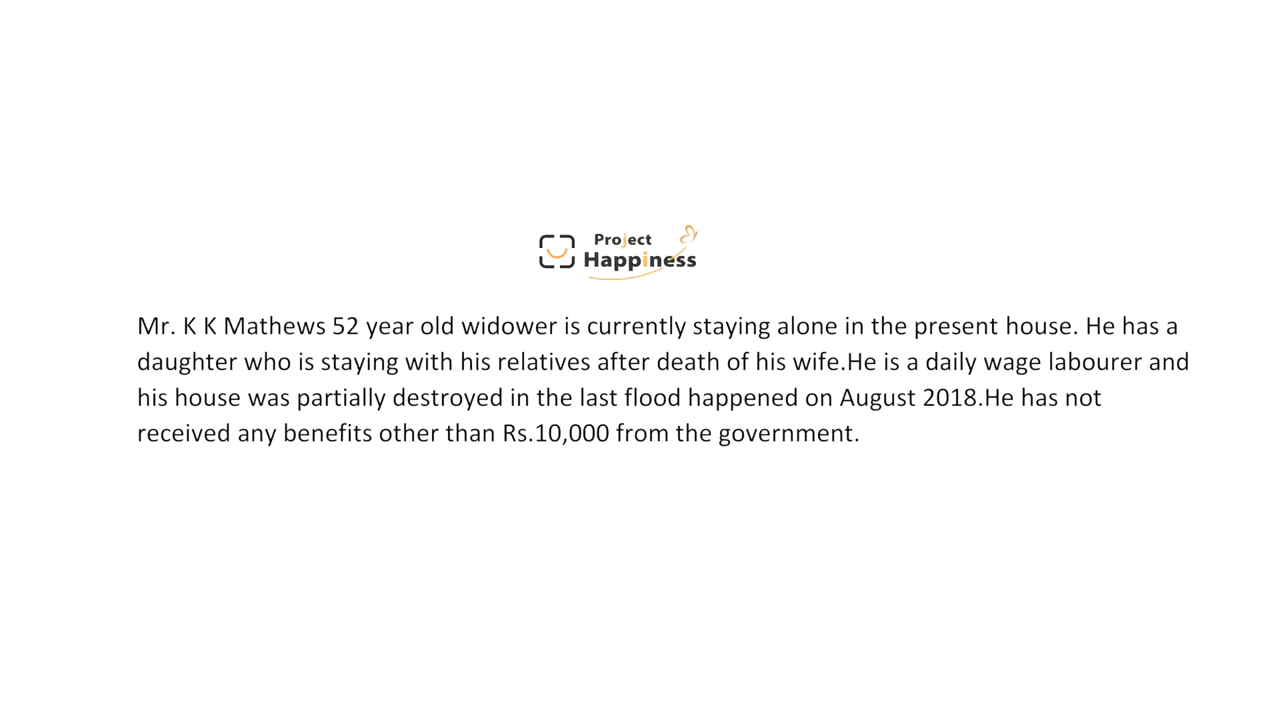 Project
Happiness
Mr. K K Mathews 52 year old widower is currently staying alone in the present house. He has a
daughter who is staying with his relatives after death of his wife.He is a daily wage labourer and
his house was partially destroyed in the last flood happened on August 2018.He has not
received any benefits other than Rs.10,000 from the government.